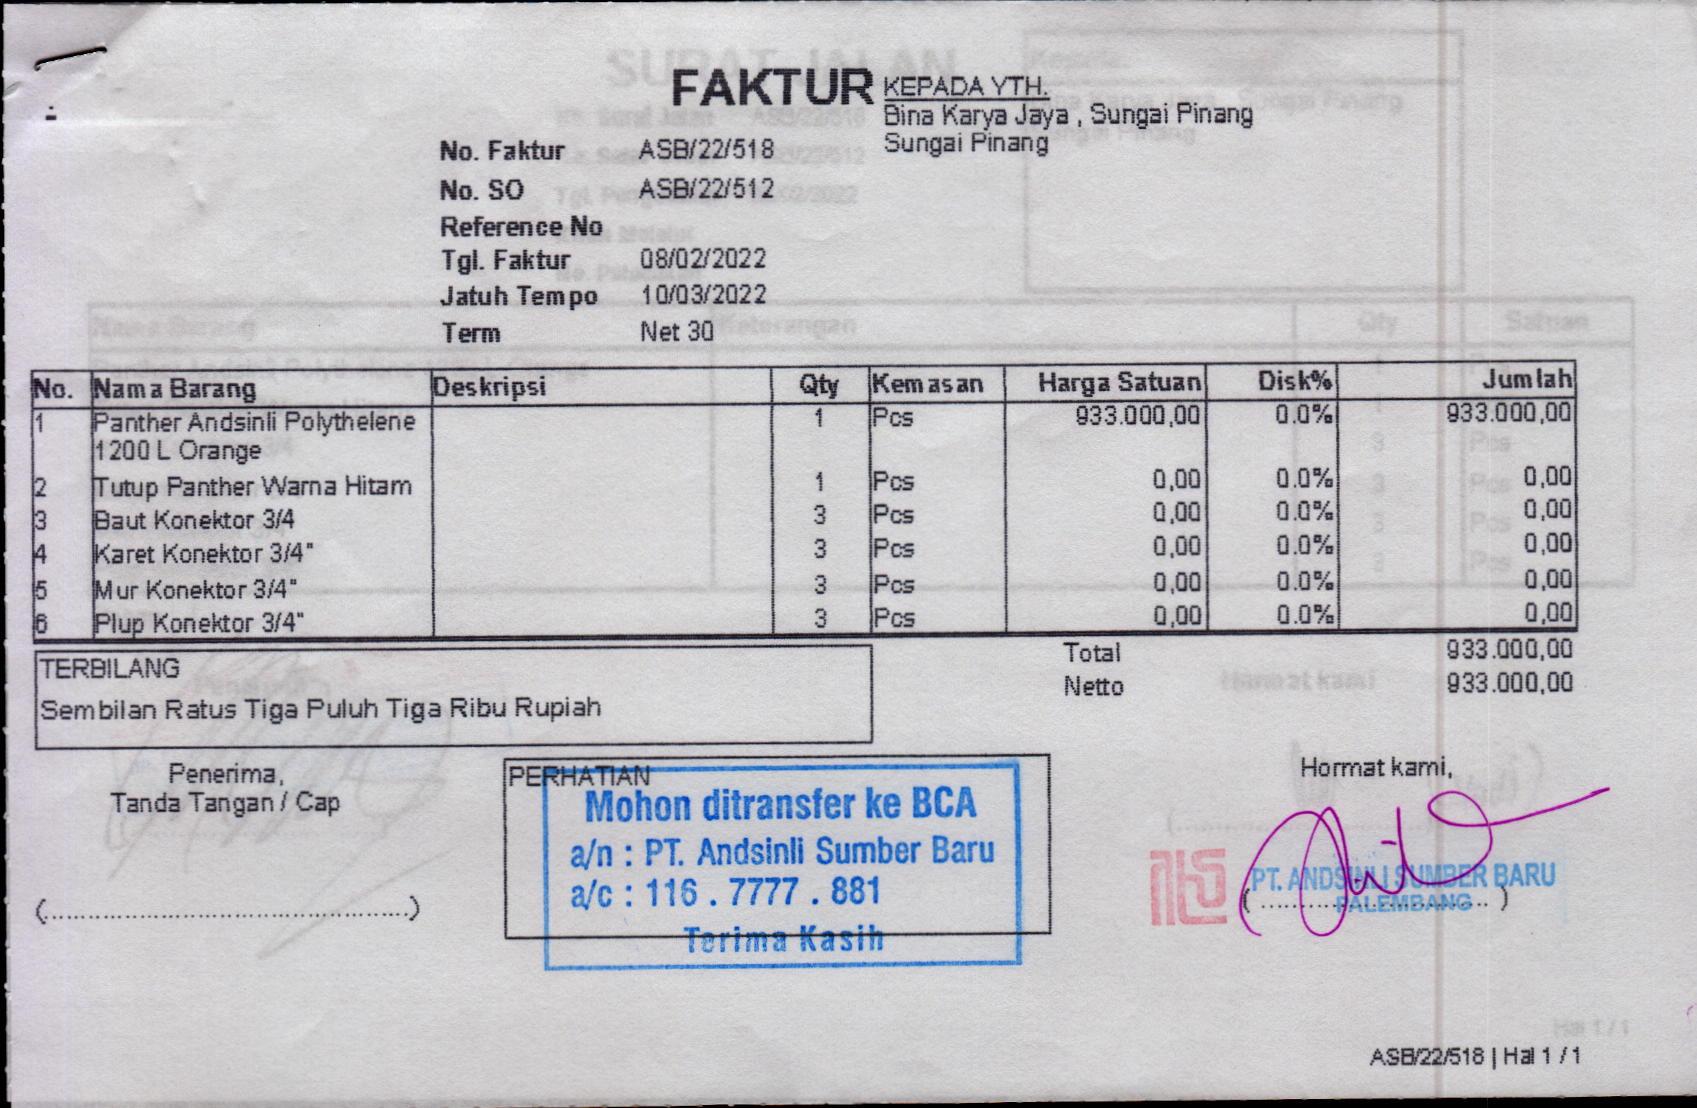 FAKTUR
KEPADA YTH.
Bina Karya Jaya , Sungai Pinang
Sungai Pinang
No. Faktur ASB/22/518
No. SO ASB/22/512
Reference No
Tgl. Faktur 08/02/2022
Jatuh Tempo 10/03/2022
Term Net 30
No. Nama Barang Deskripsi Qty Kemasan Harga Satuan Disk% Jumlah
1 Panther Andsinli Polythelene 1 Pcs 933.000,00 0.0% 933.000,00
1200 L Orange
2 Tutup Panther Warna Hitam 1 Pcs 0,00 0.0% 0,00
3 Baut Konektor 3/4 3 Pcs 0,00 0.0% 0,00
4 Karet Konektor 3/4" 3 Pcs 0,00 0.0% 0,00
5 Mur Konektor 3/4" 3 Pcs 0,00 0.0% 0,00
6 Plup Konektor 3/4" 3 Pcs 0,00 0.0% 0,00
Total 933.000,00
Netto 933.000,00
TERBILANG
Sembilan Ratus Tiga Puluh Tiga Ribu Rupiah
Penerima,
Tanda Tangan / Cap
(..............................................)
PERHATIAN
Mohon ditransfer ke BCA
a/n : PT. Andsinli Sumber Baru
a/c : 116 . 7777 . 881
Terima Kasih
Hormat kami,
PT. ANDSINLI SUMBER BARU
PALEMBANG
ASB/22/518 | Hal 1 / 1